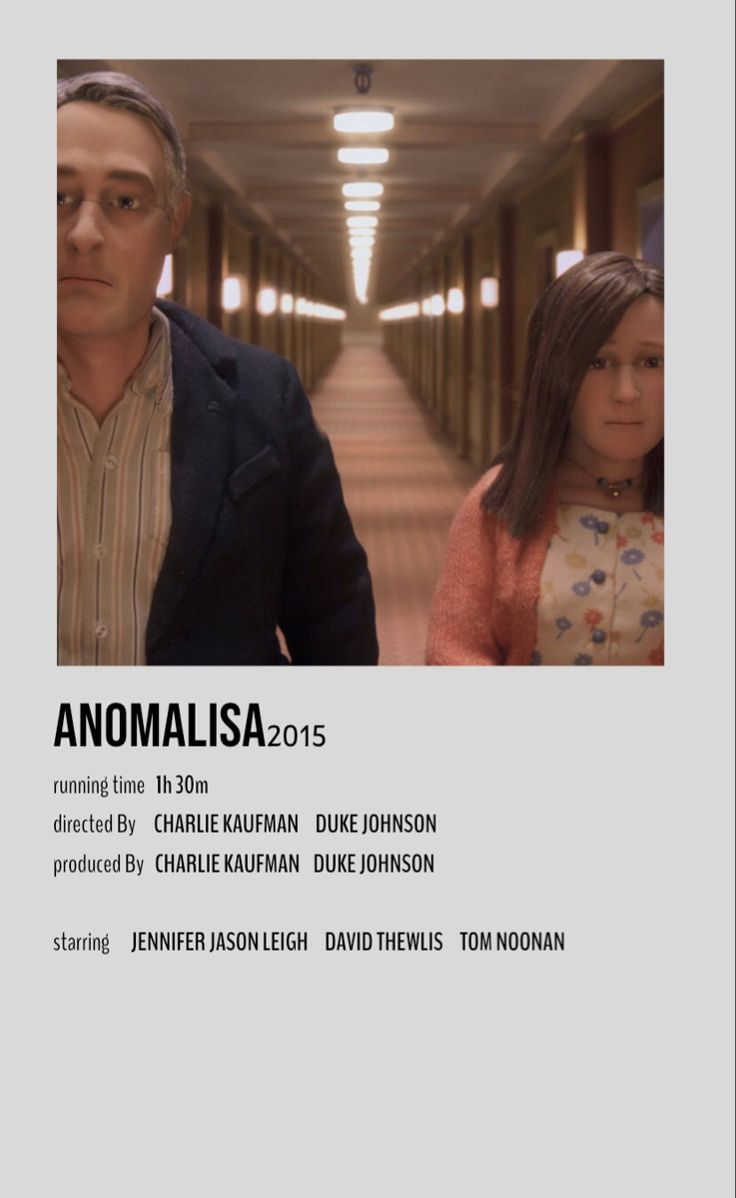 ANOMALISA2015
running time 1h 30m
directed By CHARLIE KAUFMAN DUKE JOHNSON
produced By CHARLIE KAUFMAN DUKE JOHNSON
starring JENNIFER JASON LEIGH DAVID THEWLIS TOM NOONAN